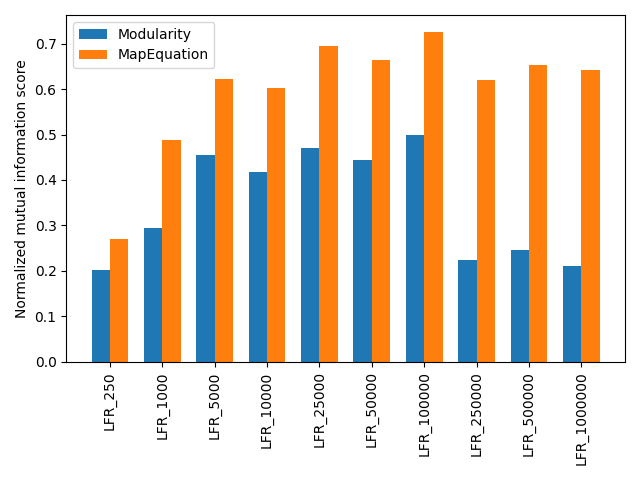 Modularity
MapEquation
Normalized mutual information score
0.7
0.6
0.5
0.4
0.3
0.2
0.1
0.0
LFR_250
LFR_1000
LFR_5000
LFR_10000
LFR_25000
LFR_50000
LFR_100000
LFR_250000
LFR_500000
LFR_1000000